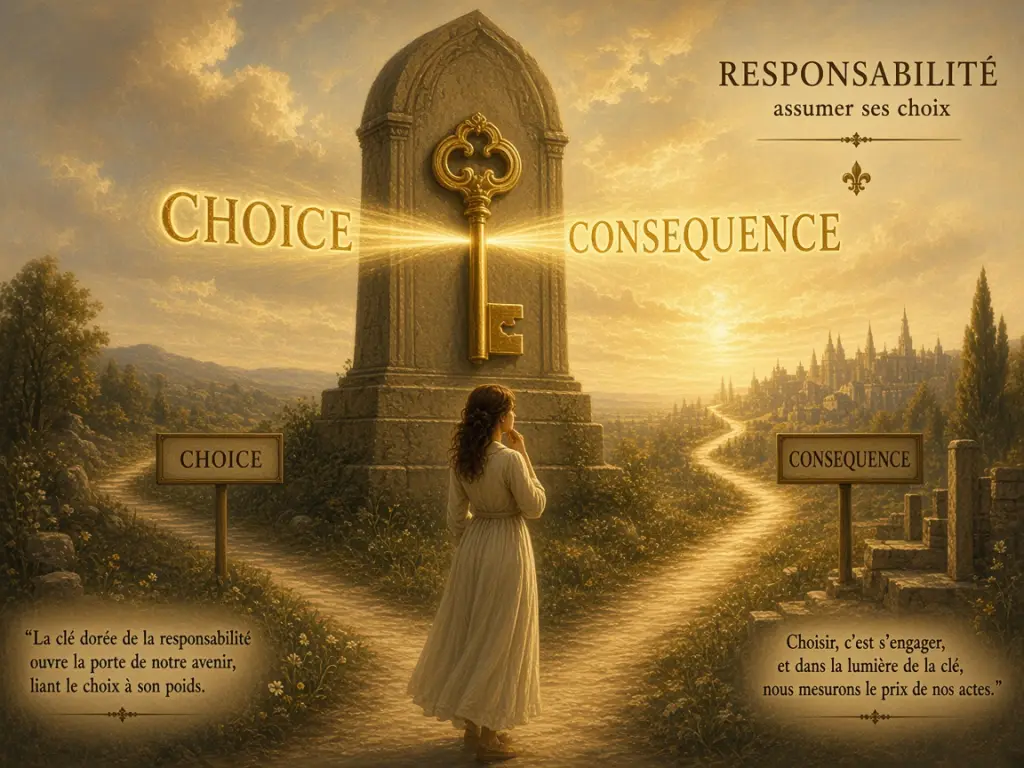 RESPONSABILITÉ
assumer ses choix
CHOICE
CONSEQUENCE
CHOICE
CONSEQUENCE
“La clé dorée de la responsabilité
ouvre la porte de notre avenir,
liant le choix à son poids.
Choisir, c’est s’engager,
et dans la lumière de la clé,
nous mesurons le prix de nos actes.”